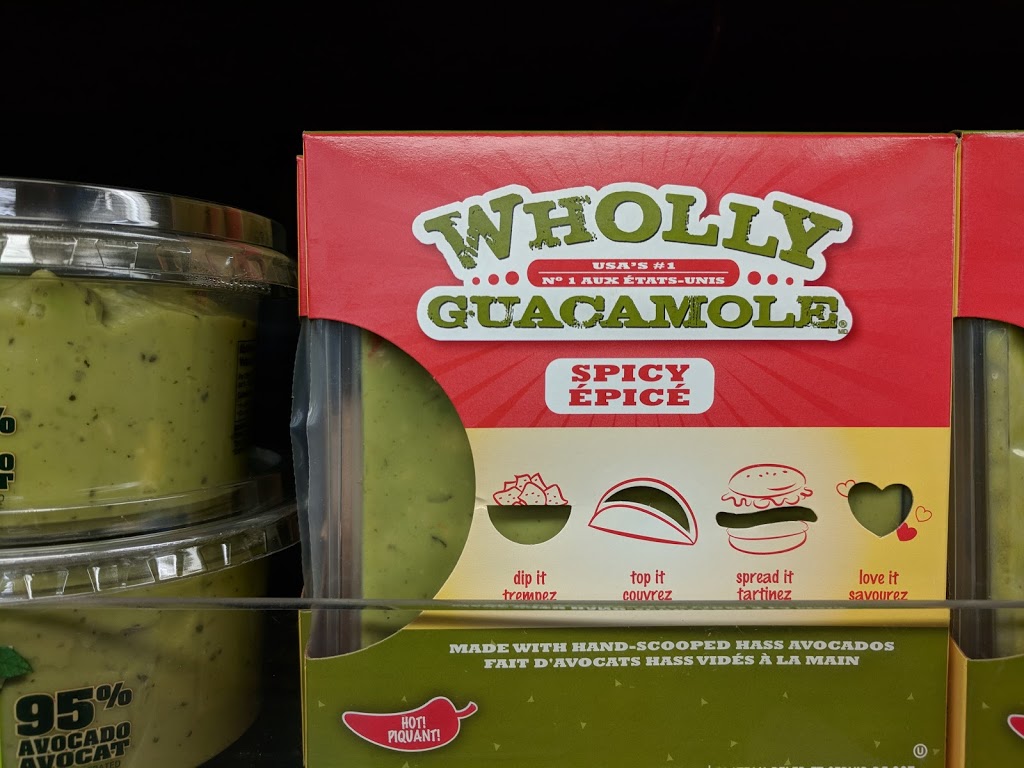 WHOLLY
USA'S #1
Nº 1 AUX ÉTATS-UNIS
GUACAMOLE
MD
SPICY
ÉPICÉ
dip it
trempez
top it
couvrez
spread it
tartinez
love it
savourez
MADE WITH HAND-SCOOPED HASS AVOCADOS
FAIT D'AVOCATS HASS VIDÉS À LA MAIN
HOT!
PIQUANT!
U
95%
AVOCADO
AVOCAT